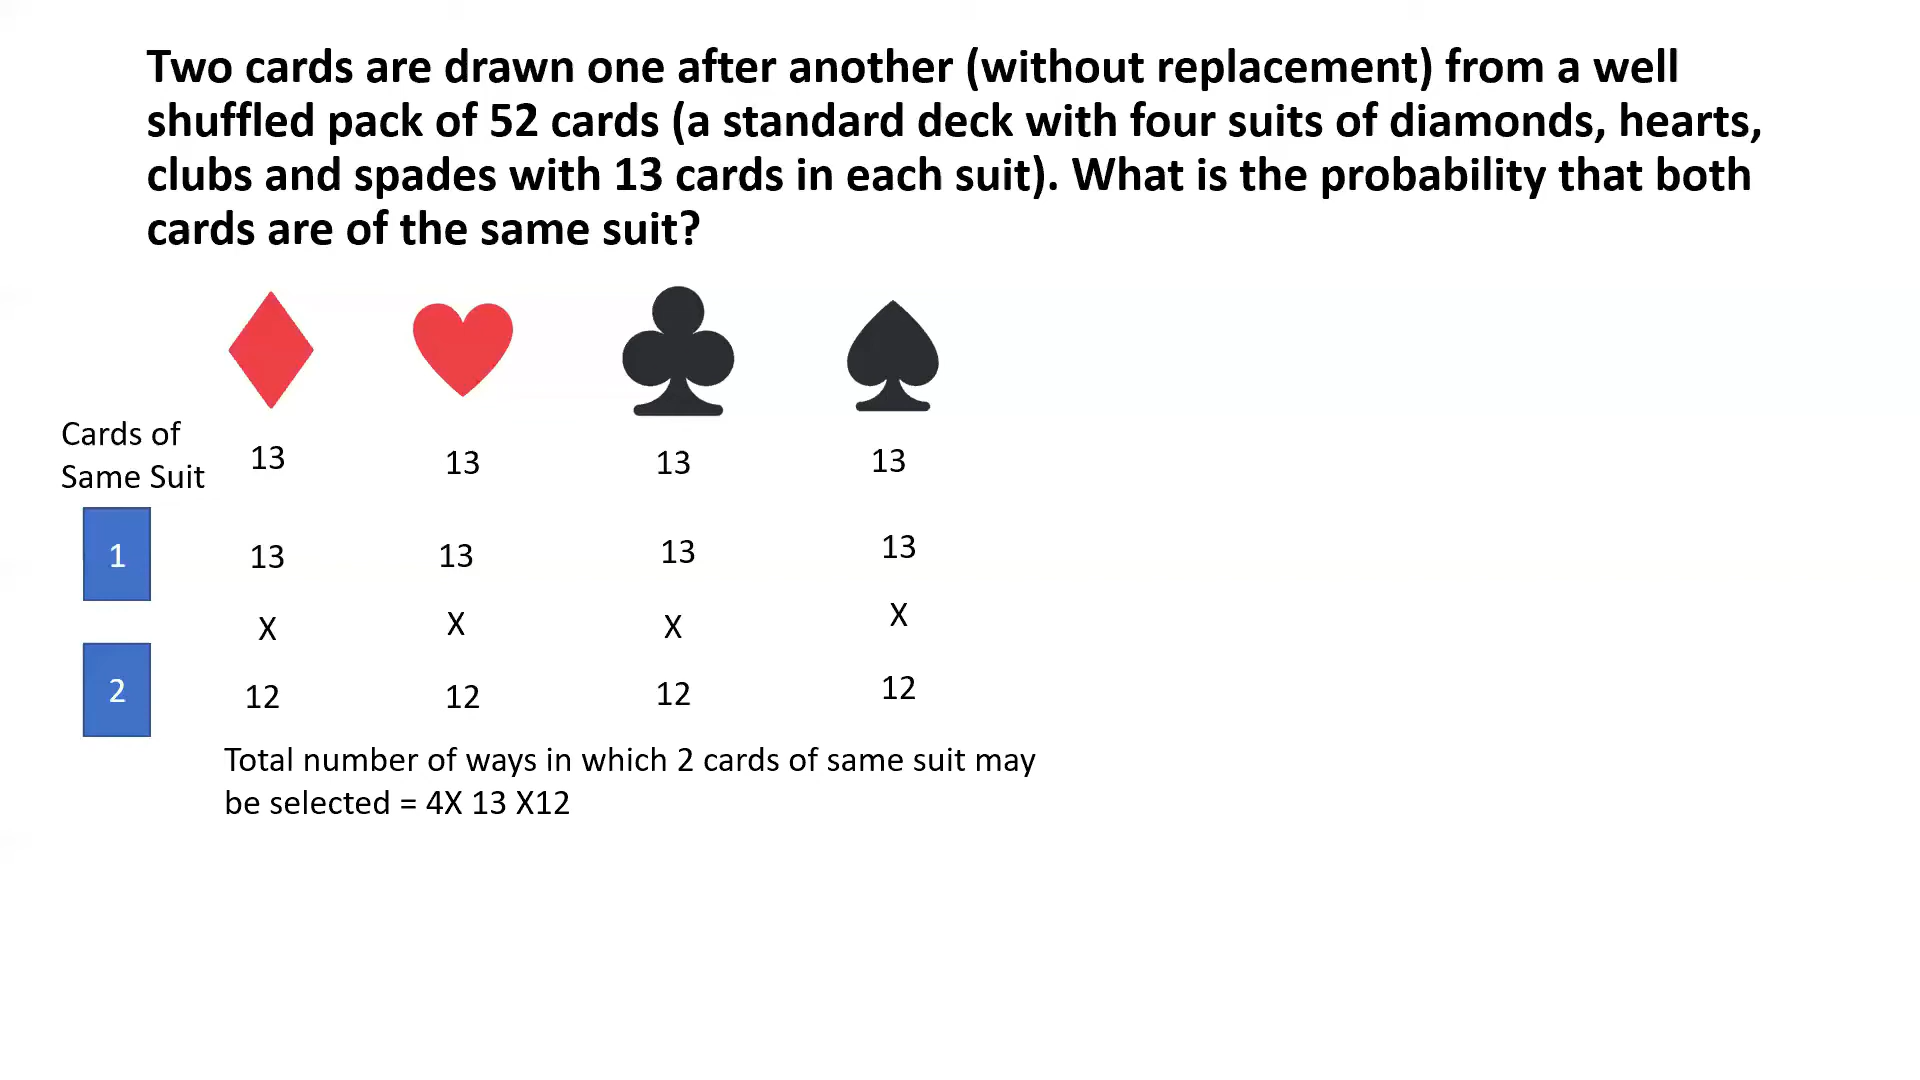 Two cards are drawn one after another (without replacement) from a well
shuffled pack of 52 cards (a standard deck with four suits of diamonds, hearts,
clubs and spades with 13 cards in each suit). What is the probability that both
cards are of the same suit?
Cards of
Same Suit
13 13 13 13
1 13 13 13 13
X X X X
2 12 12 12 12
Total number of ways in which 2 cards of same suit may
be selected = 4X 13 X12